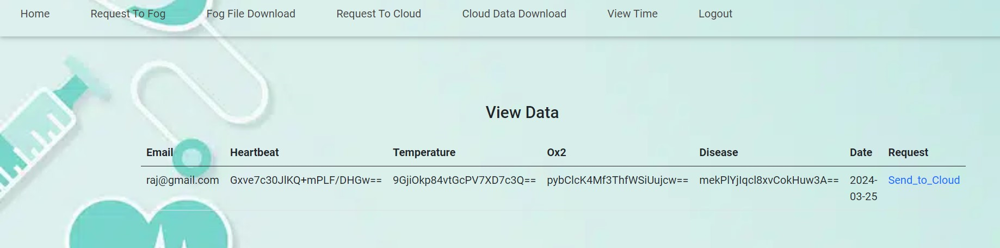 Home Request To Fog Fog File Download Request To Cloud Cloud Data Download View Time Logout
View Data
Email Heartbeat Temperature Ox2 Disease Date Request
raj@gmail.com Gxve7c30JlKQ+mPLF/DHGw== 9GjiOkp84vtGcPV7XD7c3Q== pybClcK4Mf3ThfWSiUujcw== mekPlYjIqcl8xvCokHuw3A== 2024- Send_to_Cloud
03-25